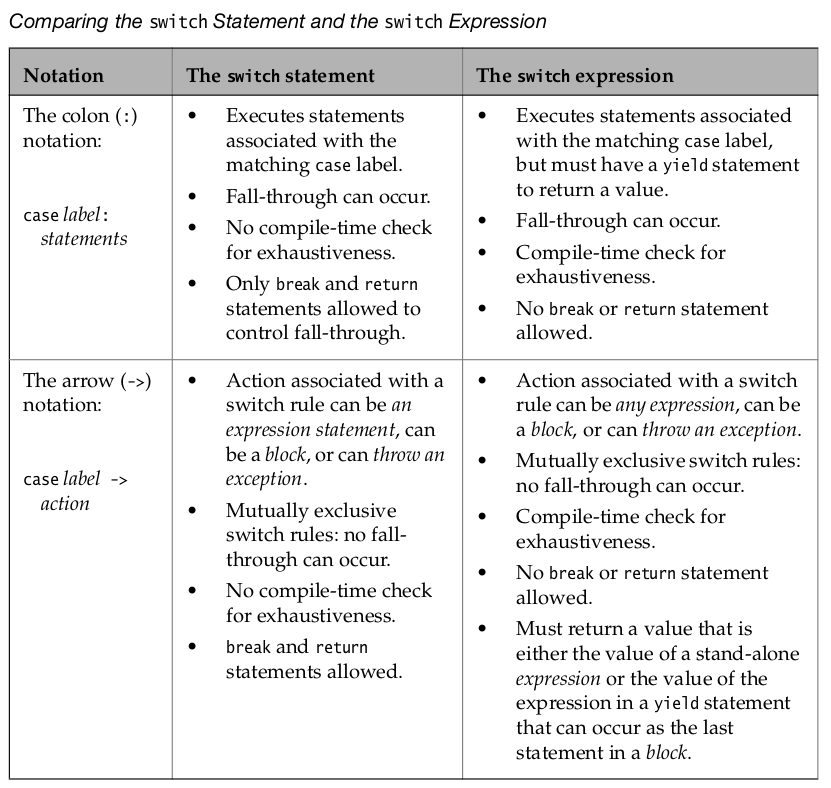 Comparing the switch Statement and the switch Expression
Notation
The switch statement
The switch expression
The colon (:)
notation:
case label:
statements
• Executes statements
associated with the
matching case label.
• Fall-through can occur.
• No compile-time check
for exhaustiveness.
• Only break and return
statements allowed to
control fall-through.
• Executes statements associated
with the matching case label,
but must have a yield statement
to return a value.
• Fall-through can occur.
• Compile-time check for
exhaustiveness.
• No break or return statement
allowed.
The arrow (->)
notation:
case label ->
action
• Action associated with a
switch rule can be an
expression statement, can
be a block, or can throw an
exception.
• Mutually exclusive
switch rules: no fall-
through can occur.
• No compile-time check
for exhaustiveness.
• break and return
statements allowed.
• Action associated with a switch
rule can be any expression, can be
a block, or can throw an exception.
• Mutually exclusive switch rules:
no fall-through can occur.
• Compile-time check for
exhaustiveness.
• No break or return statement
allowed.
• Must return a value that is
either the value of a stand-alone
expression or the value of the
expression in a yield statement
that can occur as the last
statement in a block.